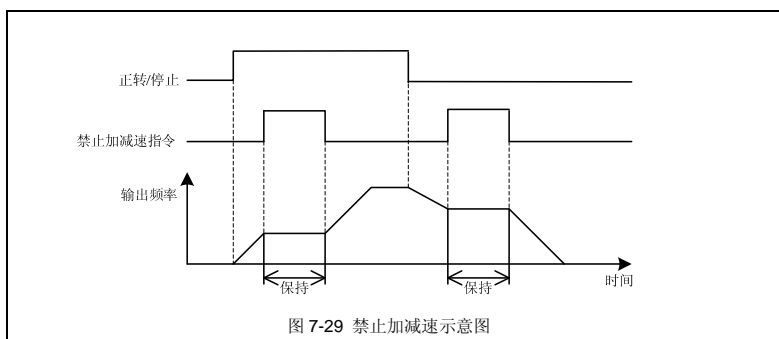 正转/停止
禁止加减速指令
输出频率
保持
保持
时间
图 7-29 禁止加减速示意图